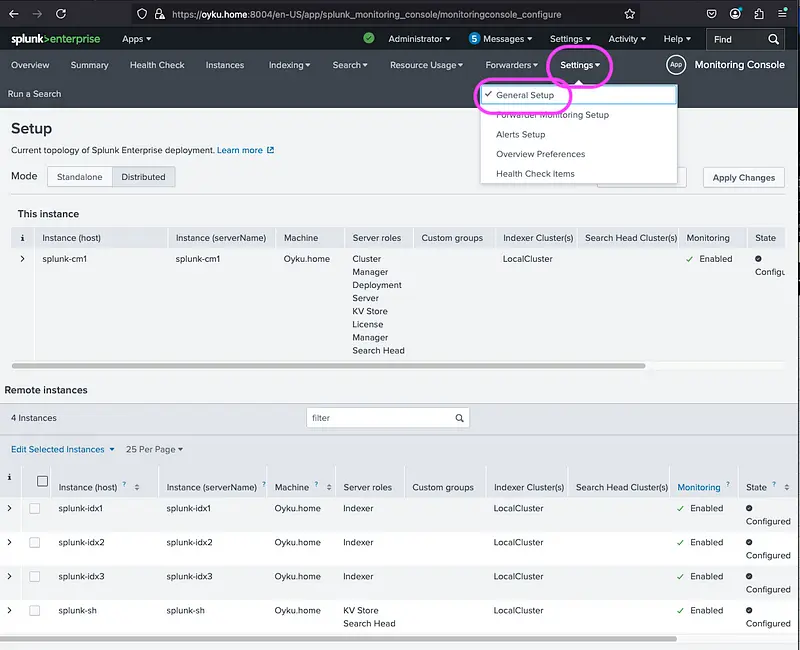 https://oyku.home:8004/en-US/app/splunk_monitoring_console/monitoringconsole_configure
splunk>enterprise Apps Administrator 5 Messages Settings Activity Help Find
Overview Summary Health Check Instances Indexing Search Resource Usage Forwarders Settings App Monitoring Console
Run a Search
General Setup
Forwarder Monitoring Setup
Alerts Setup
Overview Preferences
Health Check Items
Setup
Current topology of Splunk Enterprise deployment. Learn more
Mode Standalone Distributed Apply Changes
This instance
i Instance (host) Instance (serverName) Machine Server roles Custom groups Indexer Cluster(s) Search Head Cluster(s) Monitoring State
splunk-cm1 splunk-cm1 Oyku.home Cluster LocalCluster Enabled
Manager Configu
Deployment
Server
KV Store
License
Manager
Search Head
Remote instances
4 Instances filter
Edit Selected Instances 25 Per Page
i Instance (host) ? Instance (serverName) ? Machine ? Server roles Custom groups Indexer Cluster(s) Search Head Cluster(s) Monitoring ? State ?
splunk-idx1 splunk-idx1 Oyku.home Indexer LocalCluster Enabled
Configured
splunk-idx2 splunk-idx2 Oyku.home Indexer LocalCluster Enabled
Configured
splunk-idx3 splunk-idx3 Oyku.home Indexer LocalCluster Enabled
Configured
splunk-sh splunk-sh Oyku.home KV Store LocalCluster Enabled
Search Head Configured